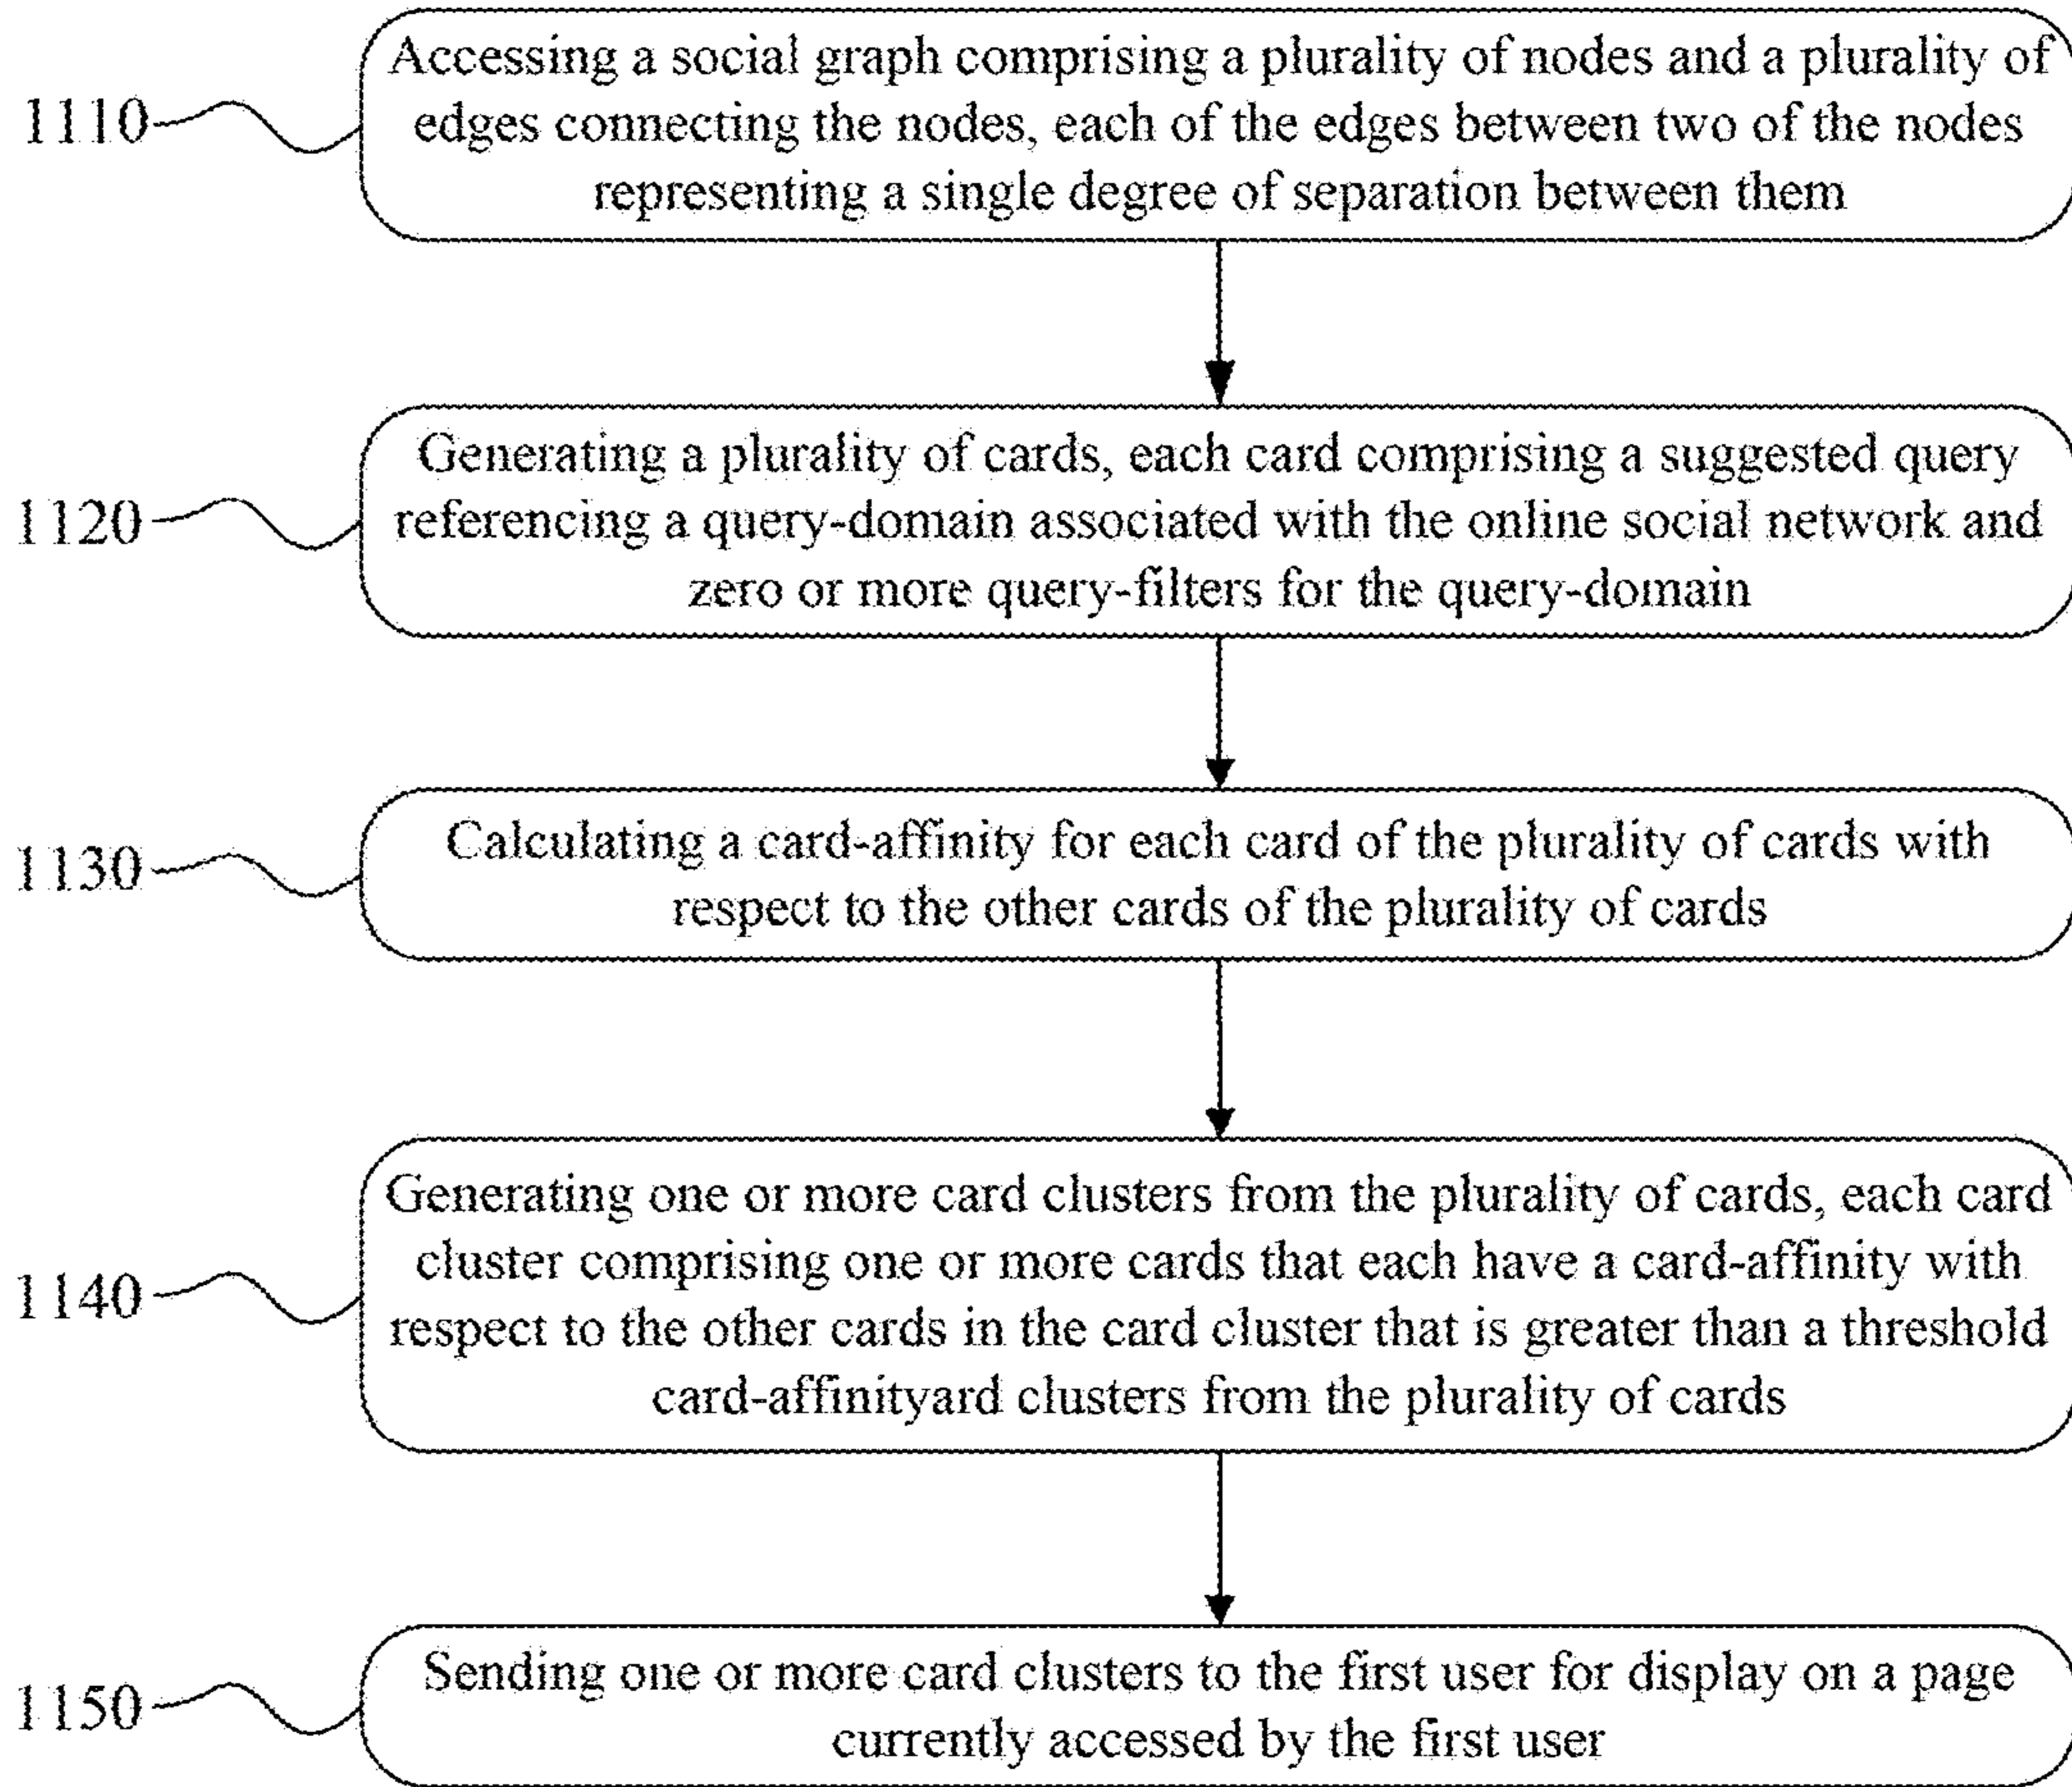 Accessing a social graph comprising a plurality of nodes and a plurality of
1110
edges connecting the nodes, each of the edges between two of the nodes
representing a single degree of separation between them
Generating a plurality of cards, each card comprising a suggested query
1120
referencing a query-domain associated with the online social network and
zero or more query-filters for the query-domain
Calculating a card-affinity for each card of the plurality of cards with
1130
respect to the other cards of the plurality of cards
Generating one or more card clusters from the plurality of cards, each card
cluster comprising one or more cards that each have a card-affinity with
1140
respect to the other cards in the card cluster that is greater than a threshold
card-affinityard clusters from the plurality of cards
Sending one or more card clusters to the first user for display on a page
1150
currently accessed by the first user